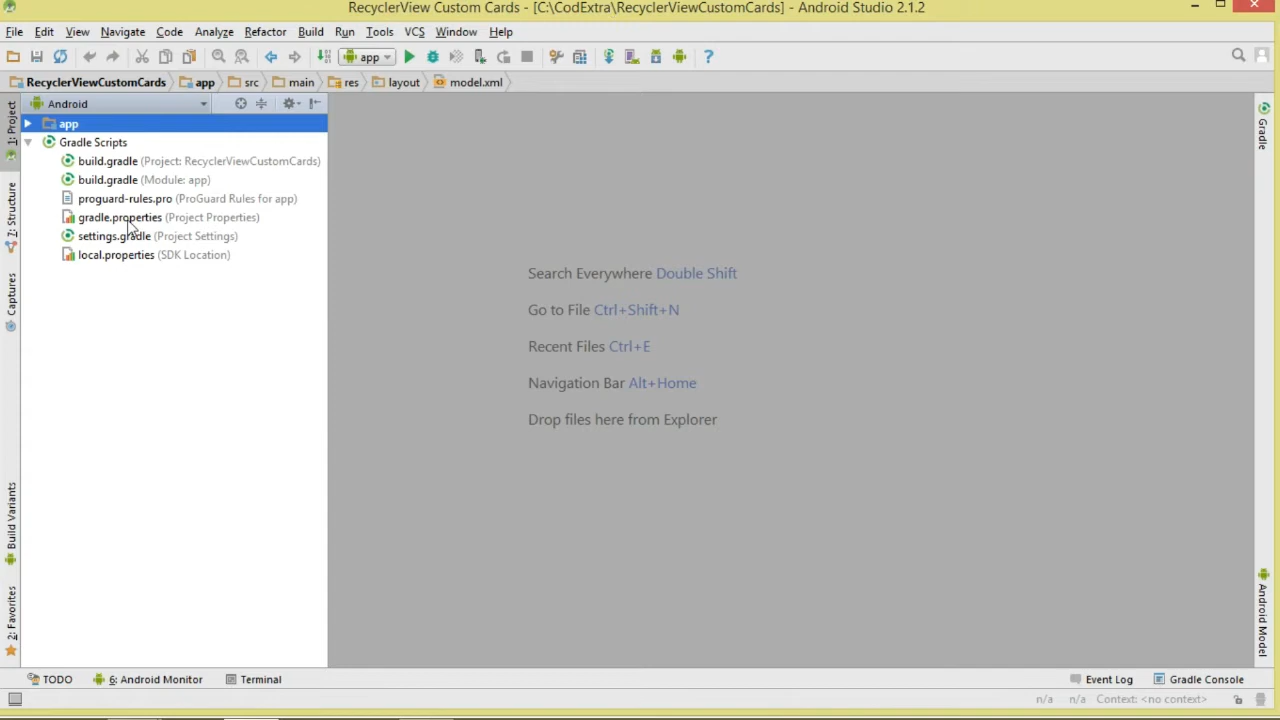 RecyclerView Custom Cards - [C:\CodExtra\RecyclerViewCustomCards] - Android Studio 2.1.2
File Edit View Navigate Code Analyze Refactor Build Run Tools VCS Window Help
app
RecyclerViewCustomCards app src main res layout model.xml
Android
1: Project
app
Gradle Scripts
build.gradle (Project: RecyclerViewCustomCards)
build.gradle (Module: app)
proguard-rules.pro (ProGuard Rules for app)
gradle.properties (Project Properties)
settings.gradle (Project Settings)
local.properties (SDK Location)
7: Structure
Captures
Build Variants
2: Favorites
Search Everywhere Double Shift
Go to File Ctrl+Shift+N
Recent Files Ctrl+E
Navigation Bar Alt+Home
Drop files here from Explorer
Gradle
Android Model
TODO 6: Android Monitor Terminal Event Log Gradle Console
n/a n/a Context: <no context>